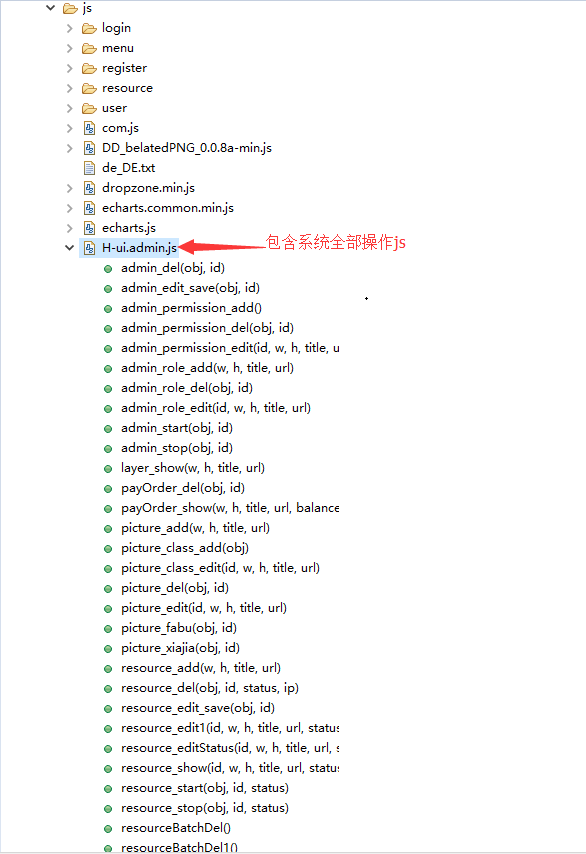 js
login
menu
register
resource
user
com.js
DD_belatedPNG_0.0.8a-min.js
de_DE.txt
dropzone.min.js
echarts.common.min.js
echarts.js
H-ui.admin.js 包含系统全部操作js
admin_del(obj, id)
admin_edit_save(obj, id)
admin_permission_add()
admin_permission_del(obj, id)
admin_permission_edit(id, w, h, title, u
admin_role_add(w, h, title, url)
admin_role_del(obj, id)
admin_role_edit(id, w, h, title, url)
admin_start(obj, id)
admin_stop(obj, id)
layer_show(w, h, title, url)
payOrder_del(obj, id)
payOrder_show(w, h, title, url, balance
picture_add(w, h, title, url)
picture_class_add(obj)
picture_class_edit(id, w, h, title, url)
picture_del(obj, id)
picture_edit(id, w, h, title, url)
picture_fabu(obj, id)
picture_xiajia(obj, id)
resource_add(w, h, title, url)
resource_del(obj, id, status, ip)
resource_edit_save(obj, id)
resource_edit1(id, w, h, title, url, status
resource_editStatus(id, w, h, title, url, s
resource_show(id, w, h, title, url, status
resource_start(obj, id, status)
resource_stop(obj, id, status)
resourceBatchDel()
resourceBatchDel1()